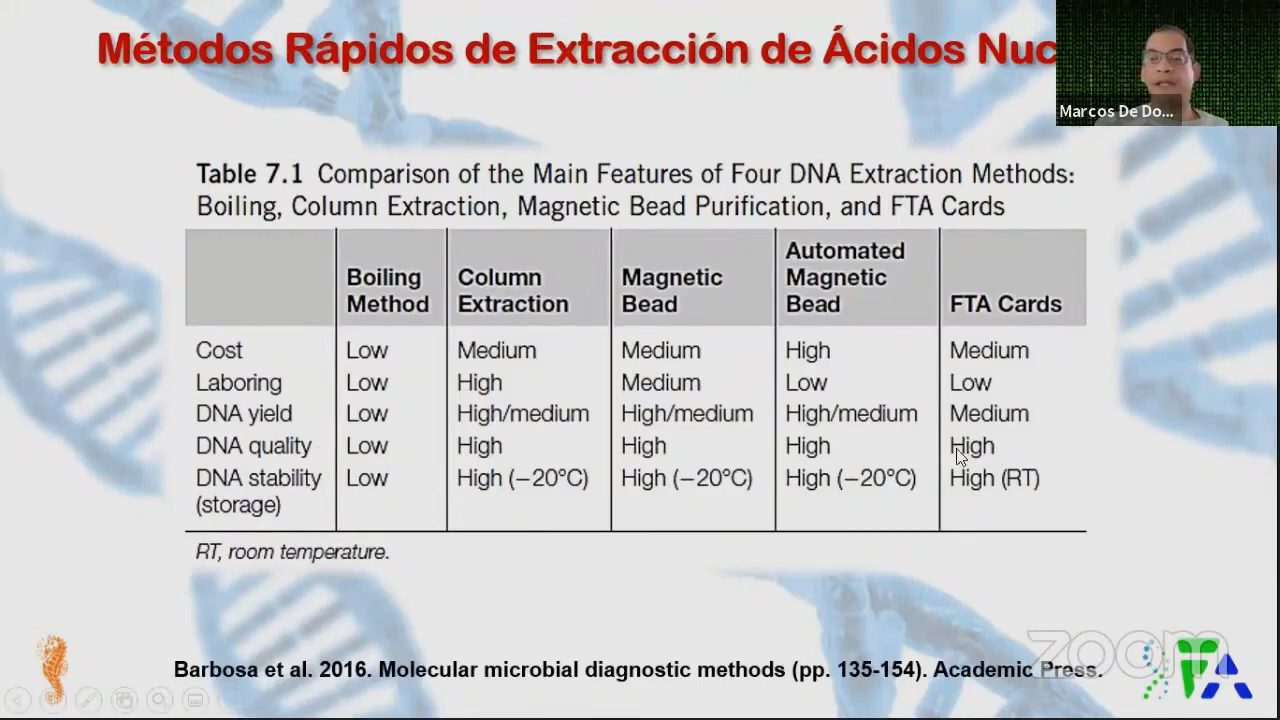 Métodos Rápidos de Extracción de Ácidos Nuc
Marcos De Do...
Table 7.1 Comparison of the Main Features of Four DNA Extraction Methods:
Boiling, Column Extraction, Magnetic Bead Purification, and FTA Cards
Boiling Method Column Extraction Magnetic Bead Automated Magnetic Bead FTA Cards
Cost Low Medium Medium High Medium
Laboring Low High Medium Low Low
DNA yield Low High/medium High/medium High/medium Medium
DNA quality Low High High High High
DNA stability (storage) Low High (−20°C) High (−20°C) High (−20°C) High (RT)
RT, room temperature.
Barbosa et al. 2016. Molecular microbial diagnostic methods (pp. 135-154). Academic Press.
zoom
TA